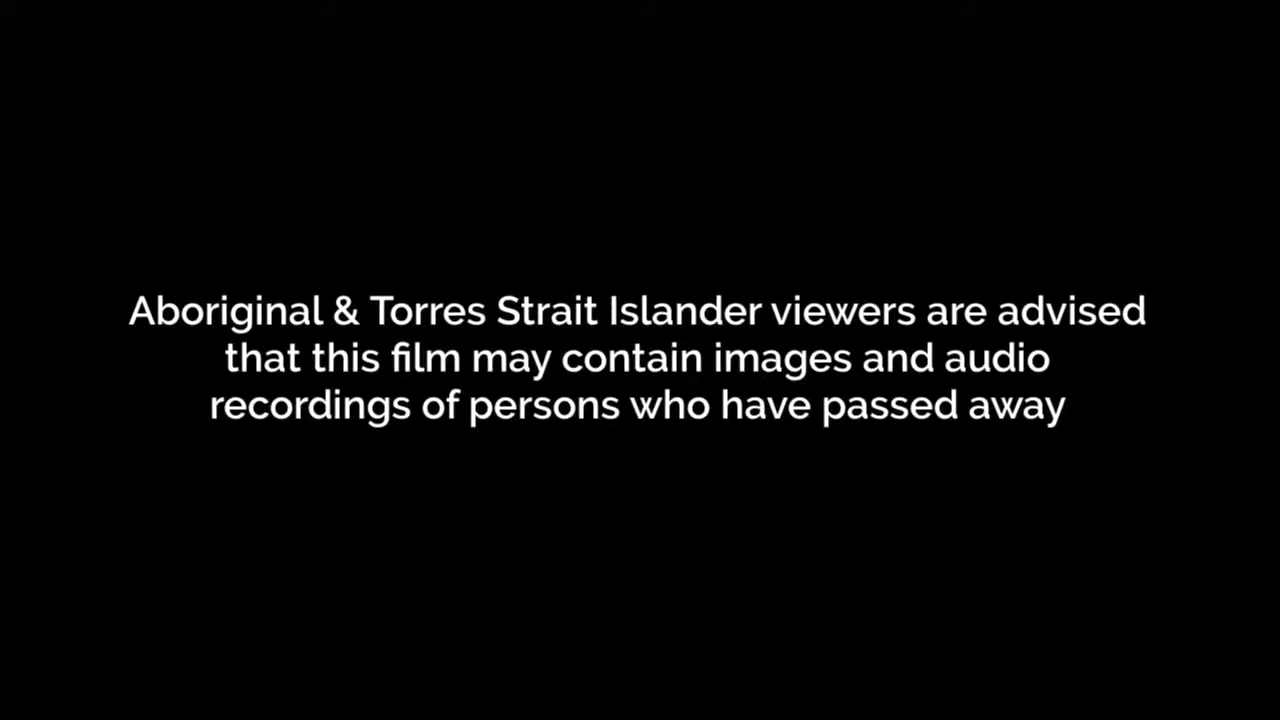 Aboriginal & Torres Strait Islander viewers are advised
that this film may contain images and audio
recordings of persons who have passed away